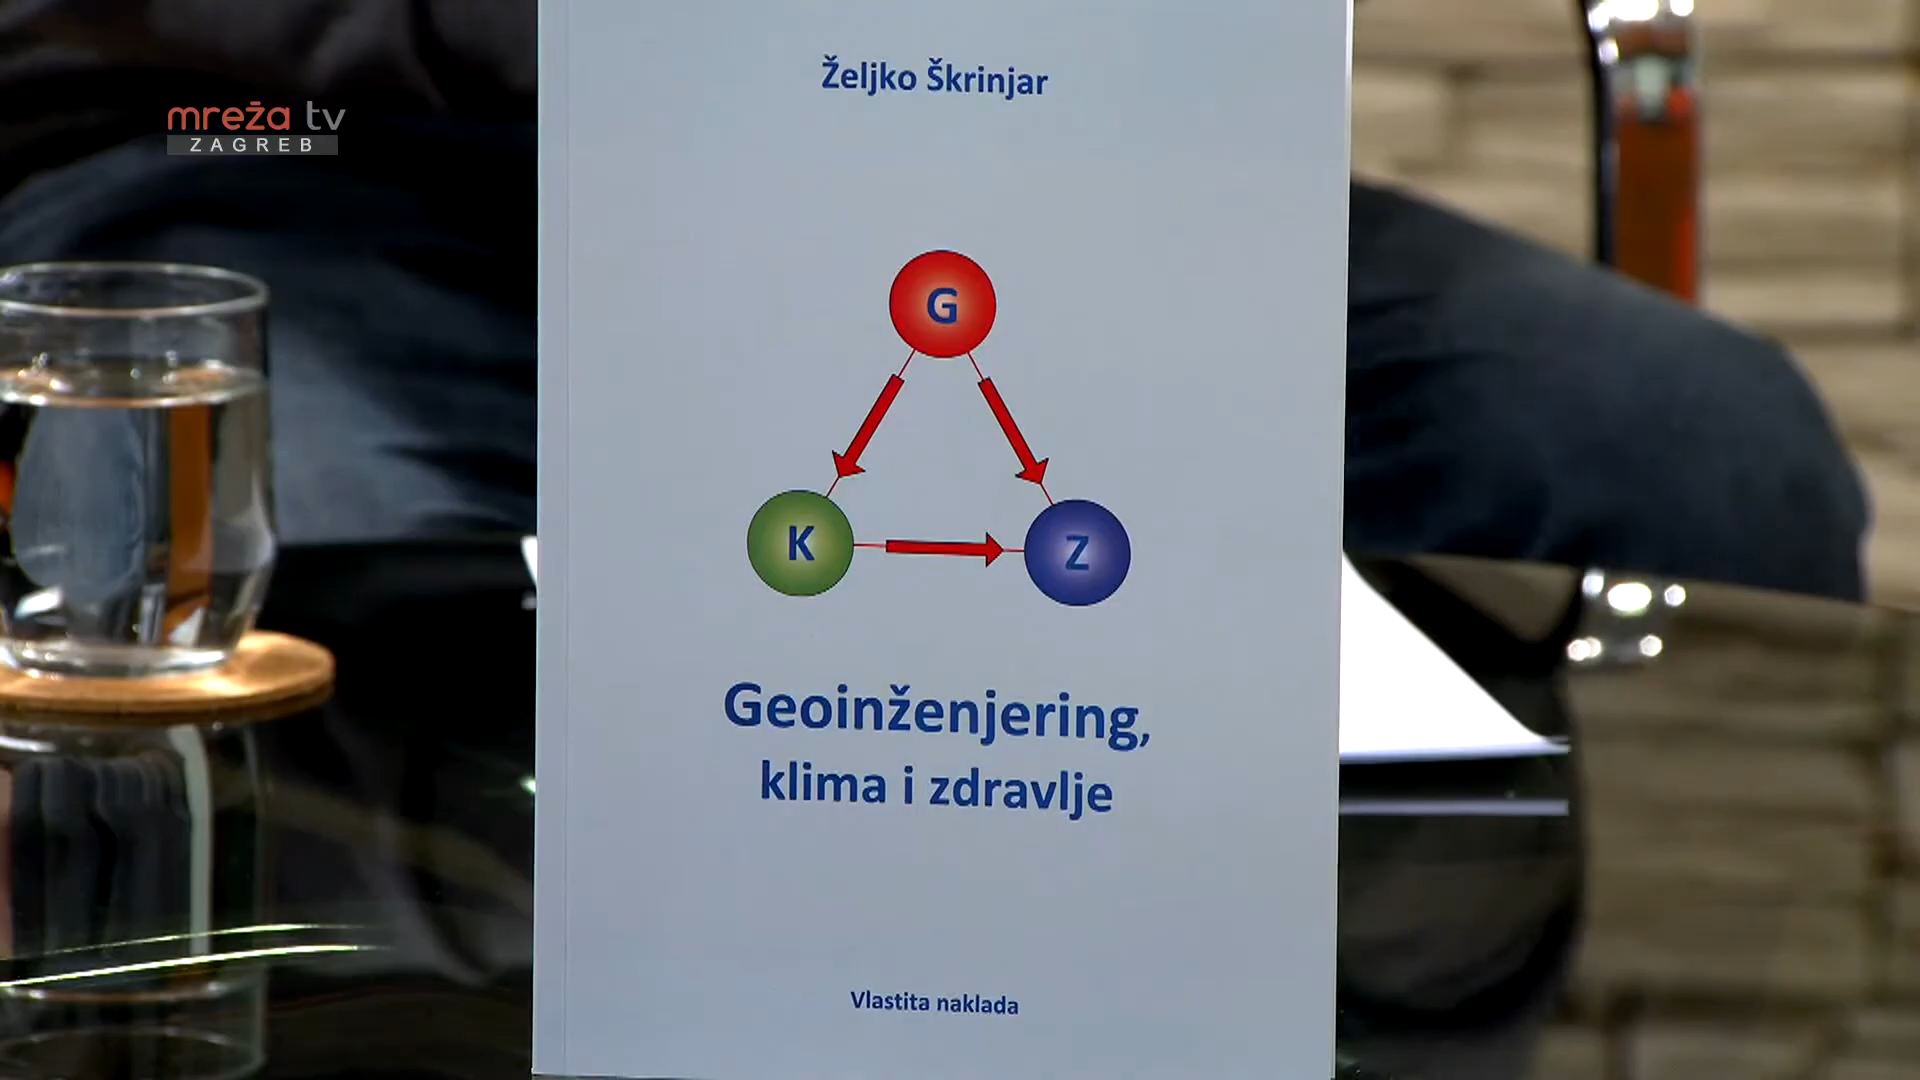 mreža tv
ZAGREB
Željko Škrinjar
G
K
Z
Geoinženjering,
klima i zdravlje
Vlastita naklada